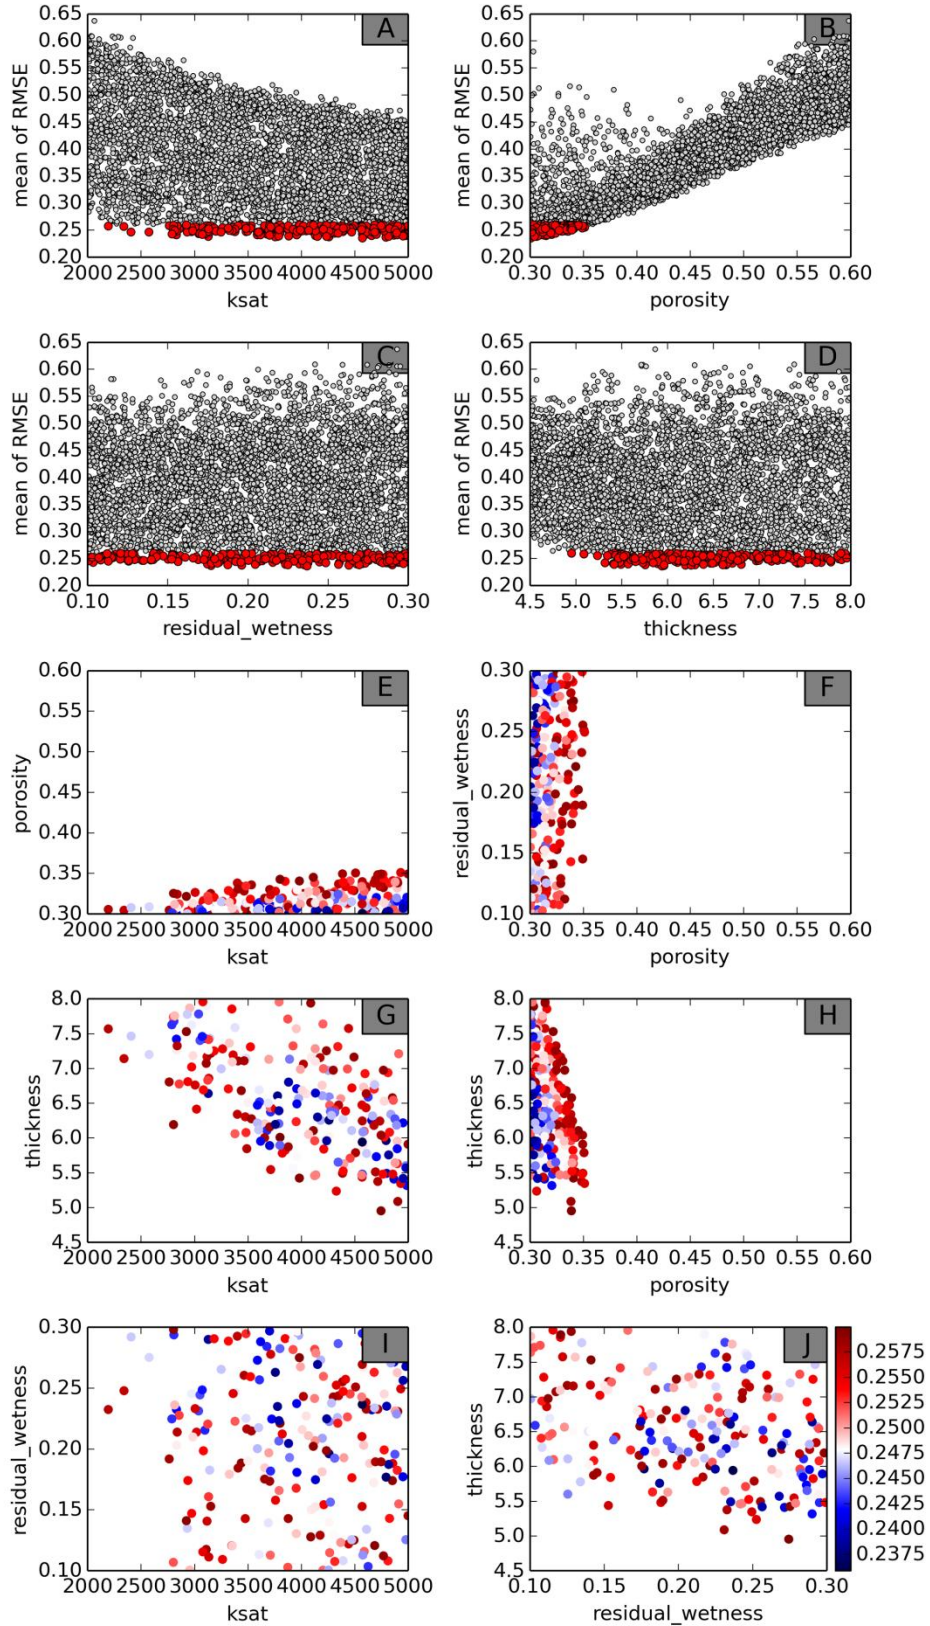 A
0.65
0.60
0.55
0.50
0.45
0.40
0.35
0.30
0.25
0.20
mean of RMSE
2000 2500 3000 3500 4000 4500 5000
ksat
B
0.65
0.60
0.55
0.50
0.45
0.40
0.35
0.30
0.25
0.20
mean of RMSE
0.30 0.35 0.40 0.45 0.50 0.55 0.60
porosity
C
0.65
0.60
0.55
0.50
0.45
0.40
0.35
0.30
0.25
0.20
mean of RMSE
0.10 0.15 0.20 0.25 0.30
residual_wetness
D
0.65
0.60
0.55
0.50
0.45
0.40
0.35
0.30
0.25
0.20
mean of RMSE
4.5 5.0 5.5 6.0 6.5 7.0 7.5 8.0
thickness
E
0.60
0.55
0.50
0.45
0.40
0.35
0.30
porosity
2000 2500 3000 3500 4000 4500 5000
ksat
F
0.30
0.25
0.20
0.15
0.10
residual_wetness
0.30 0.35 0.40 0.45 0.50 0.55 0.60
porosity
G
8.0
7.5
7.0
6.5
6.0
5.5
5.0
4.5
thickness
2000 2500 3000 3500 4000 4500 5000
ksat
H
8.0
7.5
7.0
6.5
6.0
5.5
5.0
4.5
thickness
0.30 0.35 0.40 0.45 0.50 0.55 0.60
porosity
I
0.30
0.25
0.20
0.15
0.10
residual_wetness
2000 2500 3000 3500 4000 4500 5000
ksat
J
8.0
7.5
7.0
6.5
6.0
5.5
5.0
4.5
thickness
0.10 0.15 0.20 0.25 0.30
residual_wetness
0.2575
0.2550
0.2525
0.2500
0.2475
0.2450
0.2425
0.2400
0.2375